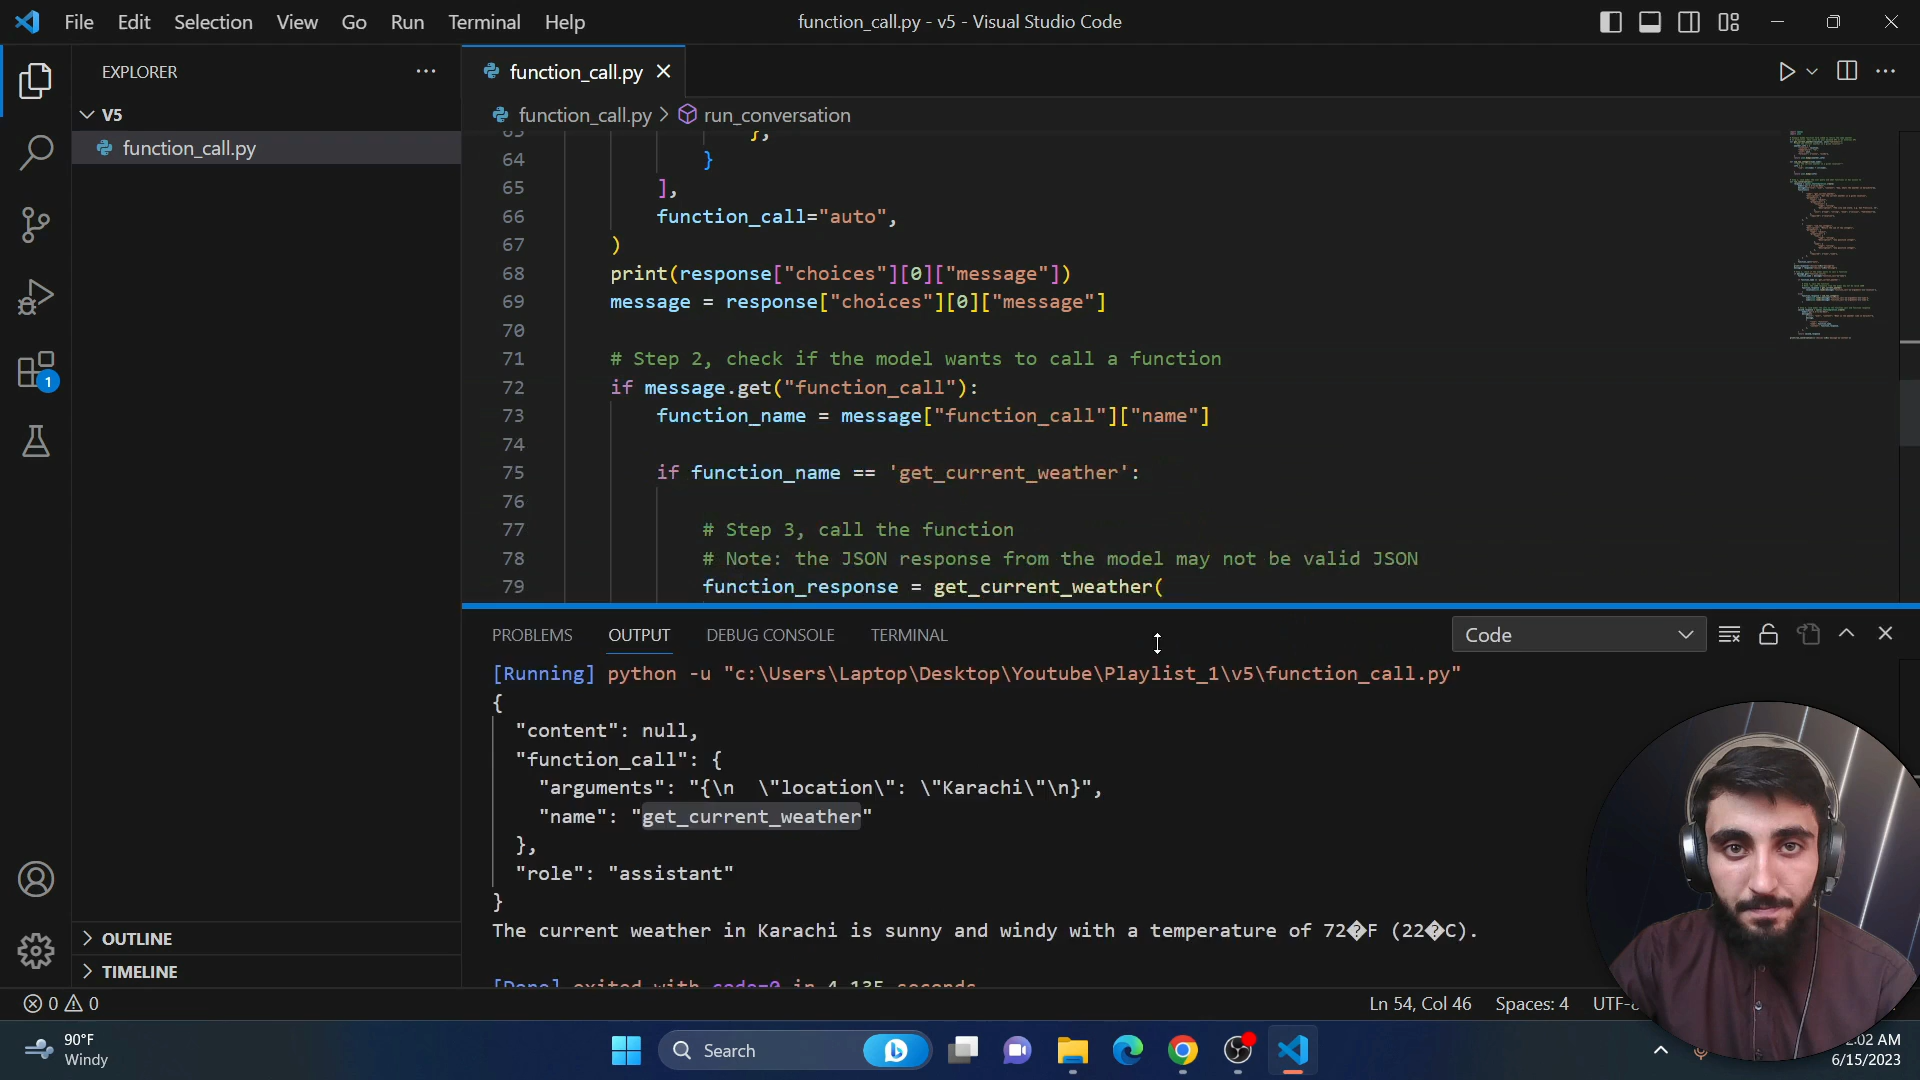 File Edit Selection View Go Run Terminal Help
function_call.py - v5 - Visual Studio Code
EXPLORER
V5
function_call.py
OUTLINE
TIMELINE
1
function_call.py
function_call.py > run_conversation
},
64 }
65 ],
66 function_call="auto",
67 )
68 print(response["choices"][0]["message"])
69 message = response["choices"][0]["message"]
70
71 # Step 2, check if the model wants to call a function
72 if message.get("function_call"):
73 function_name = message["function_call"]["name"]
74
75 if function_name == 'get_current_weather':
76
77 # Step 3, call the function
78 # Note: the JSON response from the model may not be valid JSON
79 function_response = get_current_weather(
PROBLEMS OUTPUT DEBUG CONSOLE TERMINAL
Code
[Running] python -u "c:\Users\Laptop\Desktop\Youtube\Playlist_1\v5\function_call.py"
{
"content": null,
"function_call": {
"arguments": "{\n  \"location\": \"Karachi\"\n}",
"name": "get_current_weather"
},
"role": "assistant"
}
The current weather in Karachi is sunny and windy with a temperature of 72�F (22�C).
[Done] exited with code=0 in 4.135 seconds
0 0
Ln 54, Col 46 Spaces: 4
90°F
Windy
Search
AM
6/15/2023